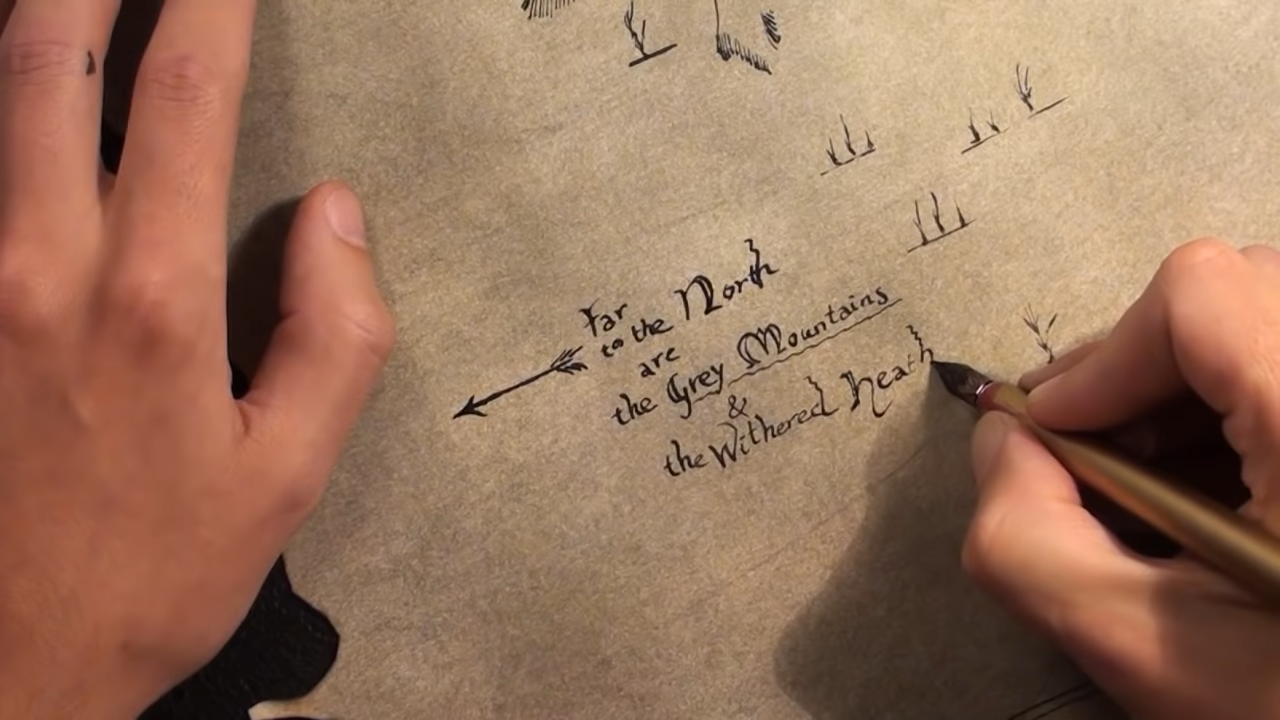 Far
to the North
are
the Grey Mountains
&
the Withered Heath